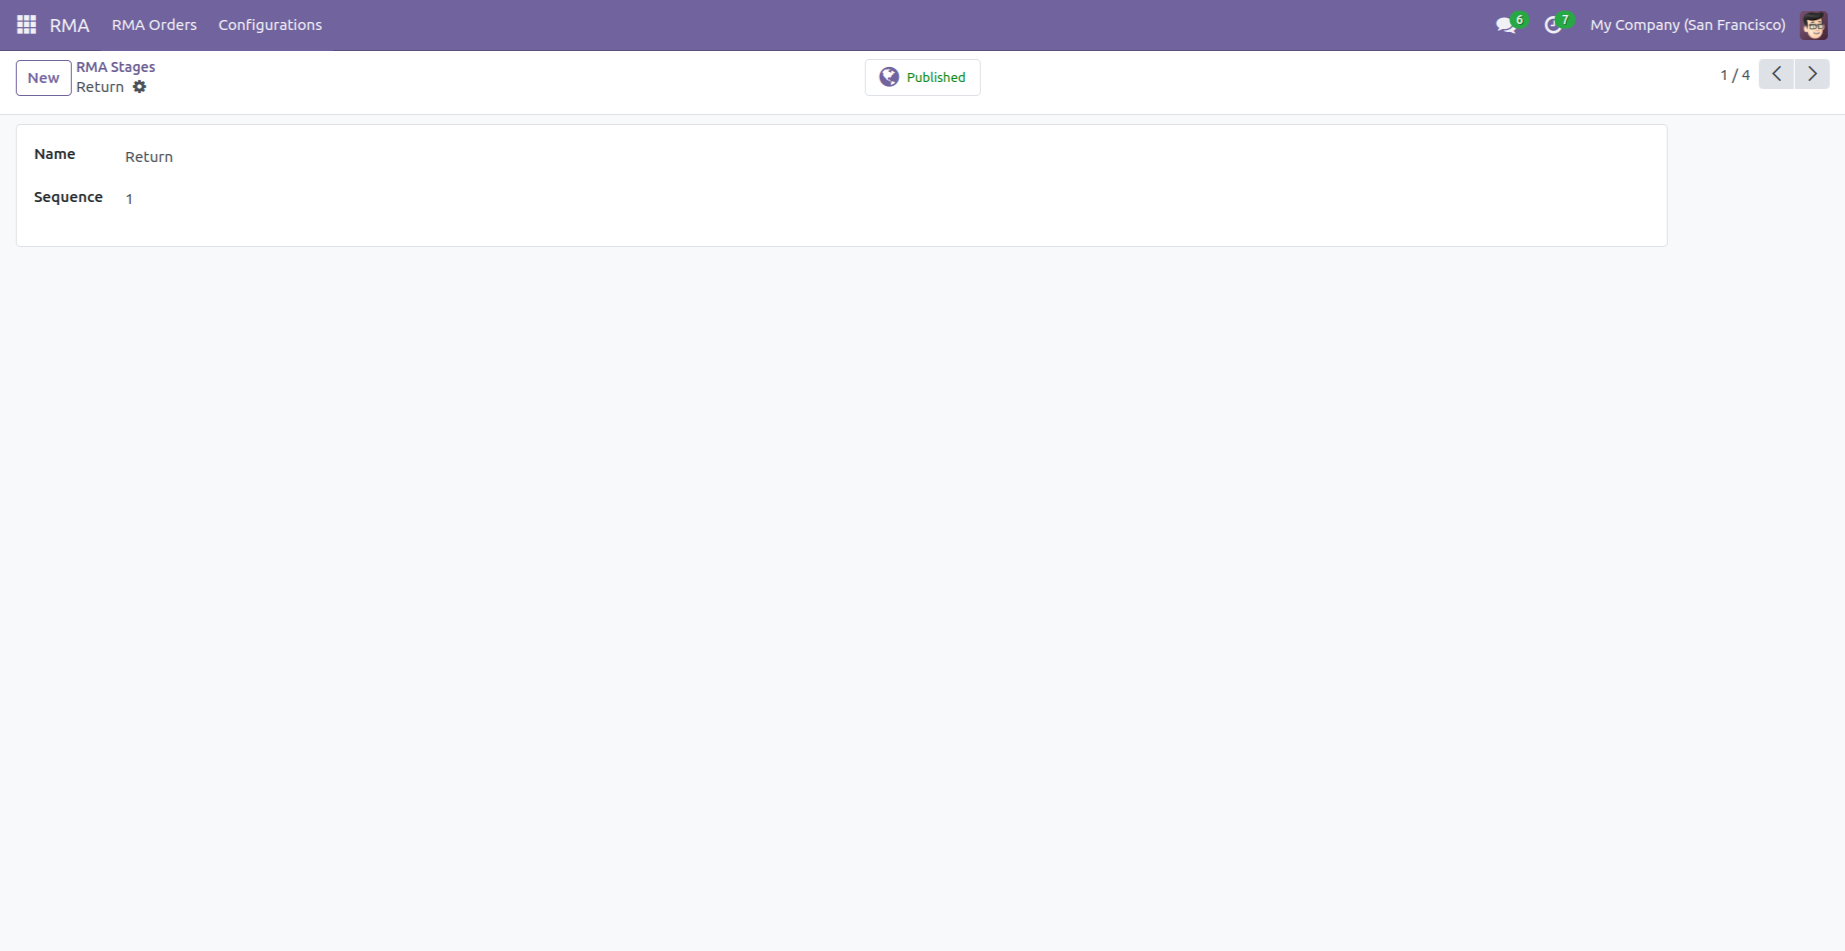 RMA RMA Orders Configurations 6 7 My Company (San Francisco)
New RMA Stages Published 1 / 4
Return
Name Return
Sequence 1